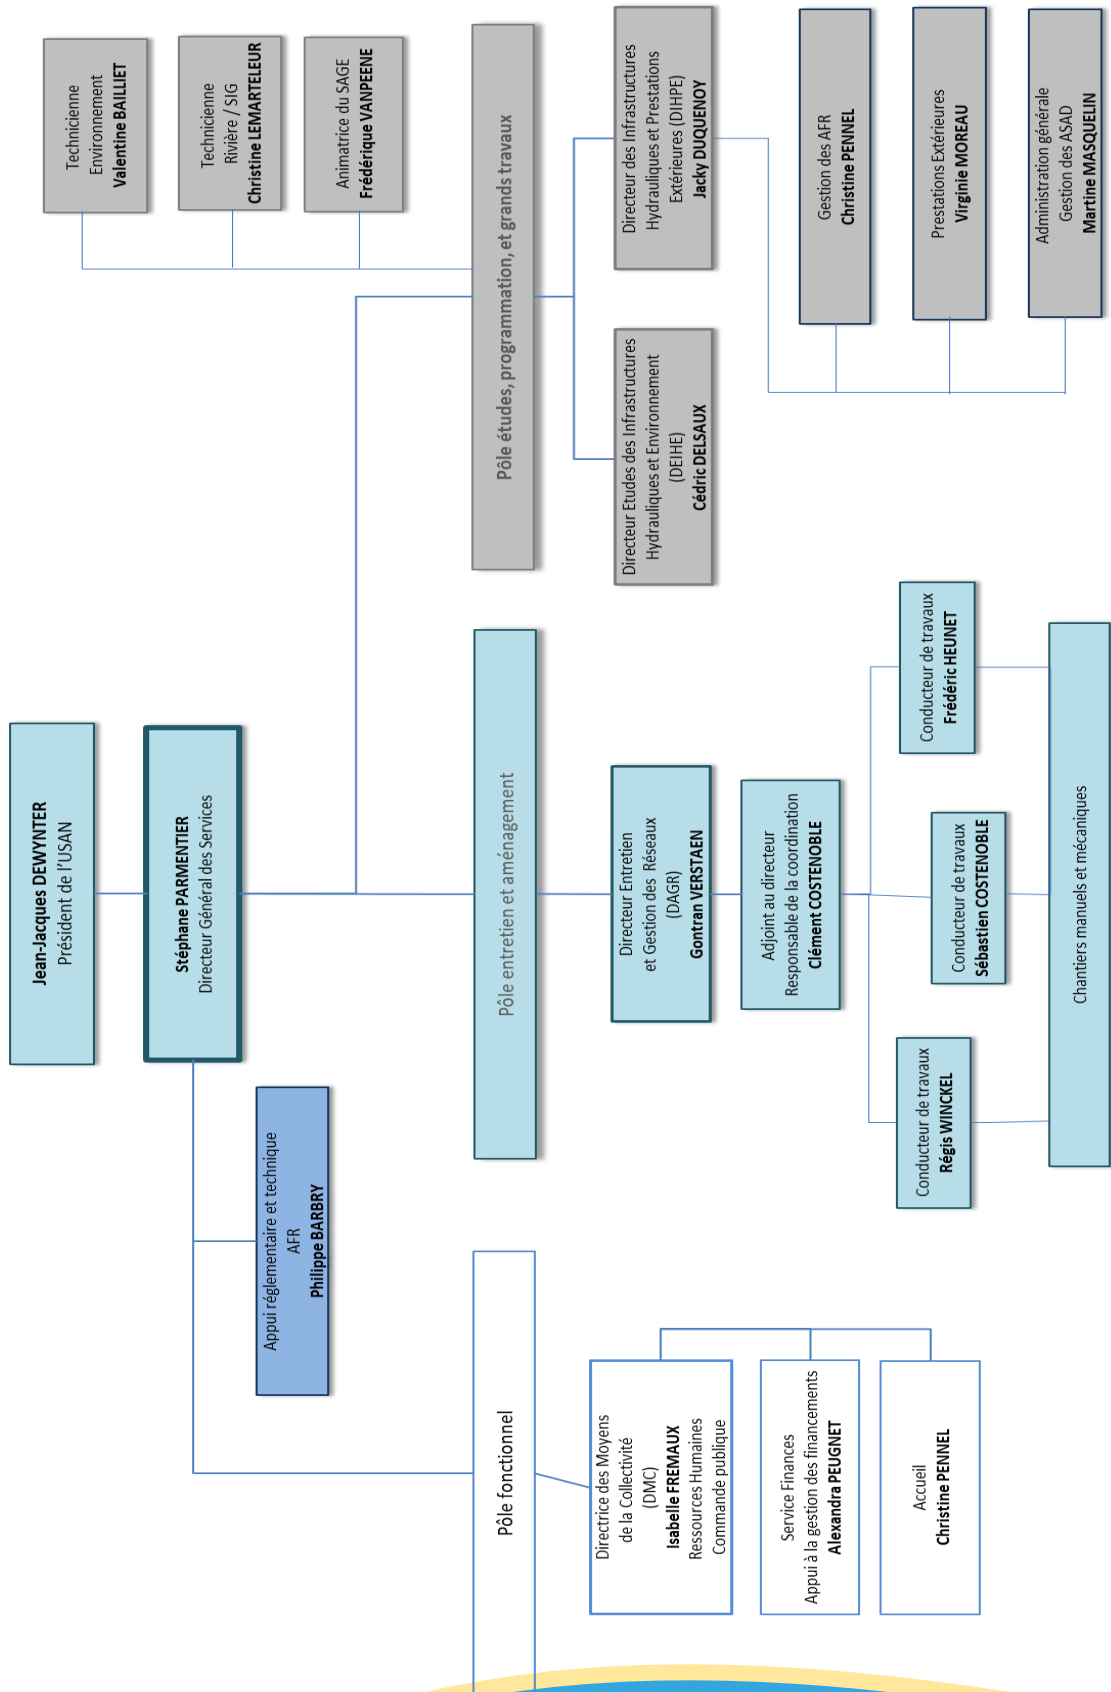 Jean-Jacques DEWYNTER
Président de l'USAN
Stéphane PARMENTIER
Directeur Général des Services
Appui réglementaire et technique
AFR
Philippe BARBRY
Technicienne
Environnement
Valentine BAILLIET
Technicienne
Rivière / SIG
Christine LEMARTELEUR
Animatrice du SAGE
Frédérique VANPEENE
Pôle fonctionnel
Pôle entretien et aménagement
Pôle études, programmation, et grands travaux
Directrice des Moyens
de la Collectivité
(DMC)
Isabelle FREMAUX
Ressources Humaines
Commande publique
Service Finances
Appui à la gestion des financements
Alexandra PEUGNET
Accueil
Christine PENNEL
Directeur Entretien
et Gestion des Réseaux
(DAGR)
Gontran VERSTAEN
Adjoint au directeur
Responsable de la coordination
Clément COSTENOBLE
Conducteur de travaux
Régis WINCKEL
Conducteur de travaux
Sébastien COSTENOBLE
Conducteur de travaux
Frédéric HEUNET
Chantiers manuels et mécaniques
Directeur Etudes des Infrastructures
Hydrauliques et Environnement
(DEIHE)
Cédric DELSAUX
Directeur des Infrastructures
Hydrauliques et Prestations
Extérieures (DIHPE)
Jacky DUQUENOY
Gestion des AFR
Christine PENNEL
Prestations Extérieures
Virginie MOREAU
Administration générale
Gestion des ASAD
Martine MASQUELIN